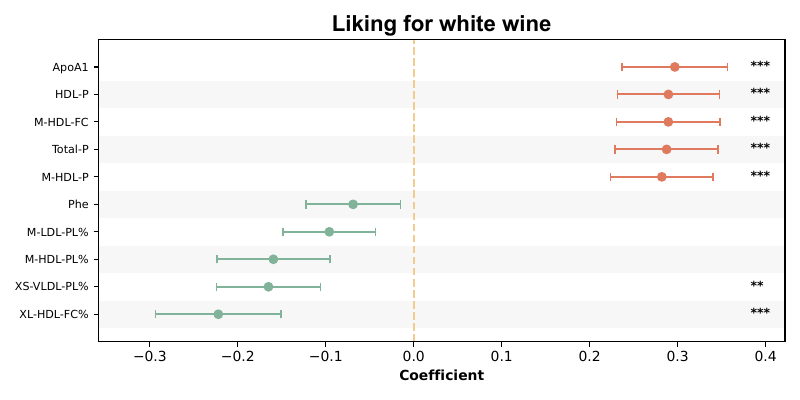 Liking for white wine
ApoA1 ***
HDL-P ***
M-HDL-FC ***
Total-P ***
M-HDL-P ***
Phe
M-LDL-PL%
M-HDL-PL%
XS-VLDL-PL% **
XL-HDL-FC% ***
−0.3 −0.2 −0.1 0.0 0.1 0.2 0.3 0.4
Coefficient